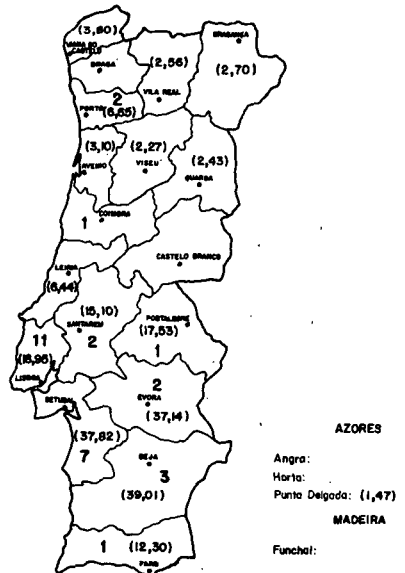 (3,80)
VIANA DO
CASTELO
BRAGANÇA
BRAGA
(2,56)
(2,70)
VILA REAL
2
PORTO
(6,65)
(3,10)
(2,27)
(2,43)
AVEIRO
VISEU
GUARDA
1
COIMBRA
CASTELO BRANCO
LEIRIA
(6,44)
(15,10)
PORTALEGRE
(17,53)
SANTAREM
2
1
11
(18,95)
LISBOA
2
SETUBAL
EVORA
(37,14)
(37,82)
7
BEJA
3
(39,01)
AZORES
Angra:
Horta:
Punta Delgada: (1,47)
MADEIRA
Funchal:
1 (12,30)
FARO